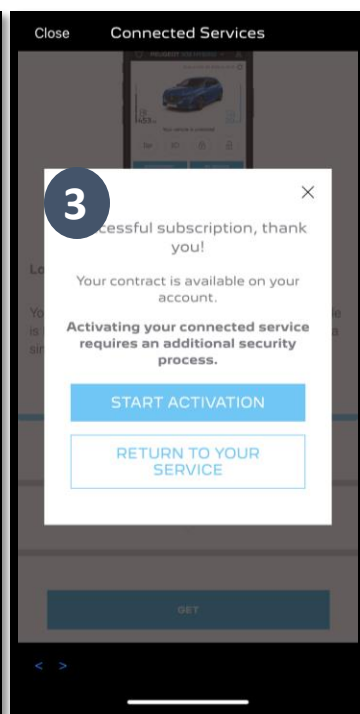 Close Connected Services
3
cessful subscription, thank
you!
Your contract is available on your
account.
Activating your connected service
requires an additional security
process.
START ACTIVATION
RETURN TO YOUR
SERVICE
GET
< >